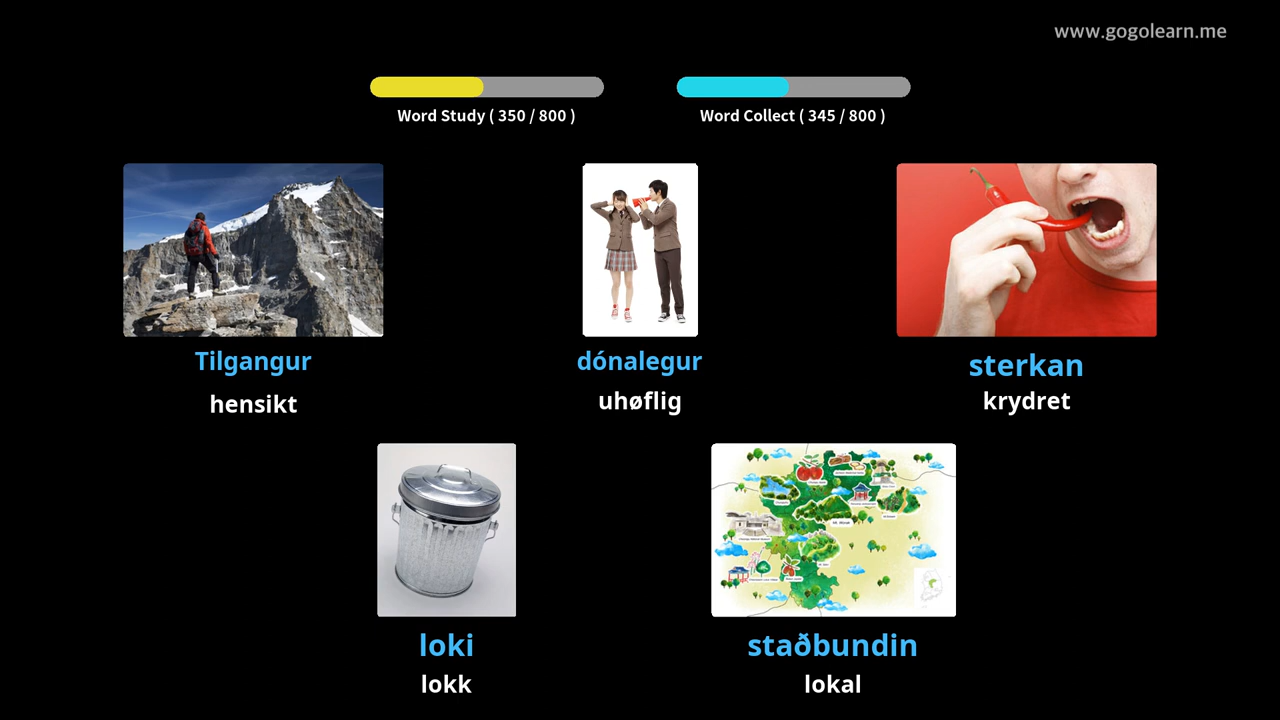 www.gogolearn.me
Word Study ( 350 / 800 )
Word Collect ( 345 / 800 )
Tilgangur
hensikt
dónalegur
uhøflig
sterkan
krydret
loki
lokk
staðbundin
lokal